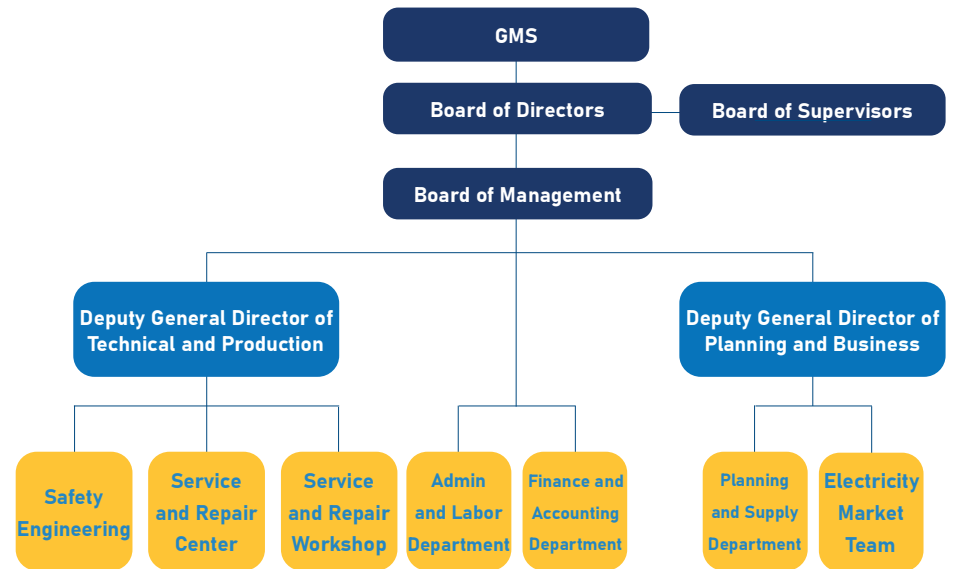 GMS
Board of Directors
Board of Supervisors
Board of Management
Deputy General Director of
Technical and Production
Deputy General Director of
Planning and Business
Safety
Engineering
Service
and Repair
Center
Service
and Repair
Workshop
Admin
and Labor
Department
Finance and
Accounting
Department
Planning
and Supply
Department
Electricity
Market
Team